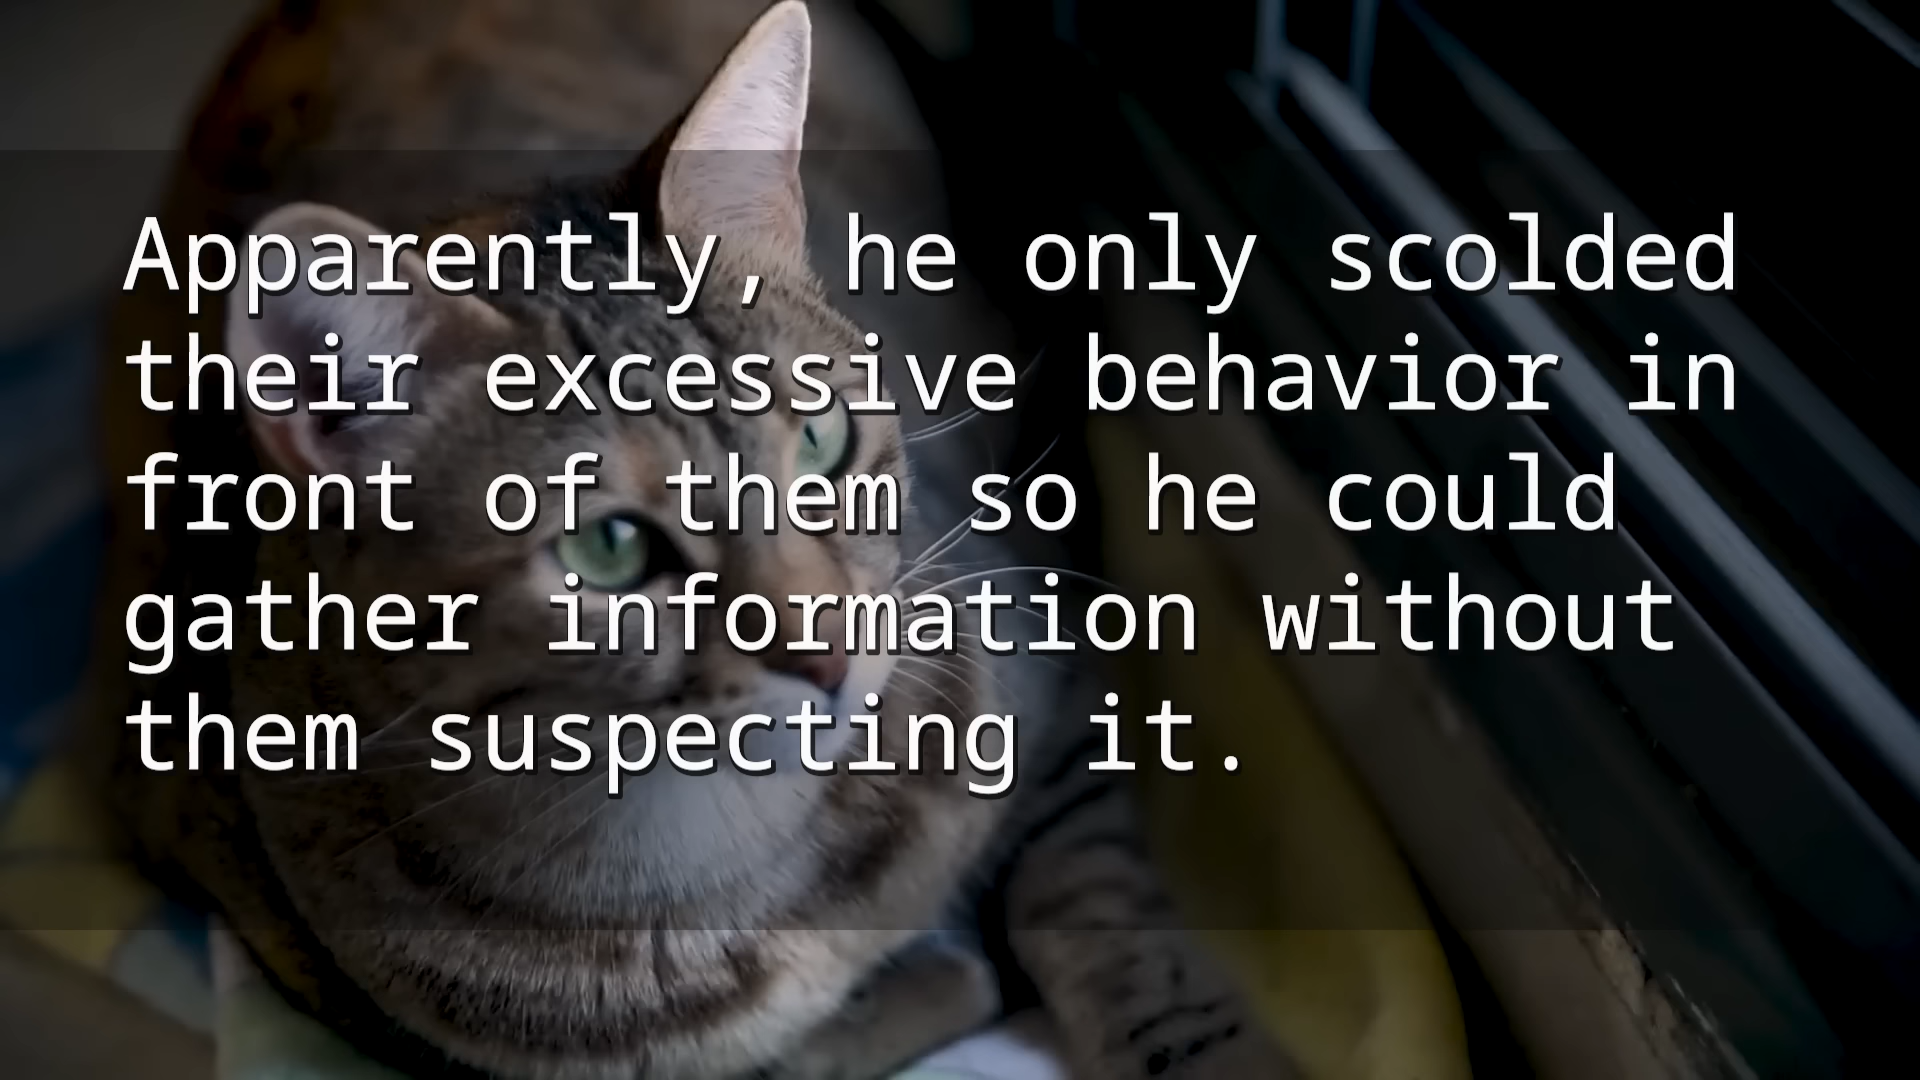 Apparently, he only scolded
their excessive behavior in
front of them so he could
gather information without
them suspecting it.